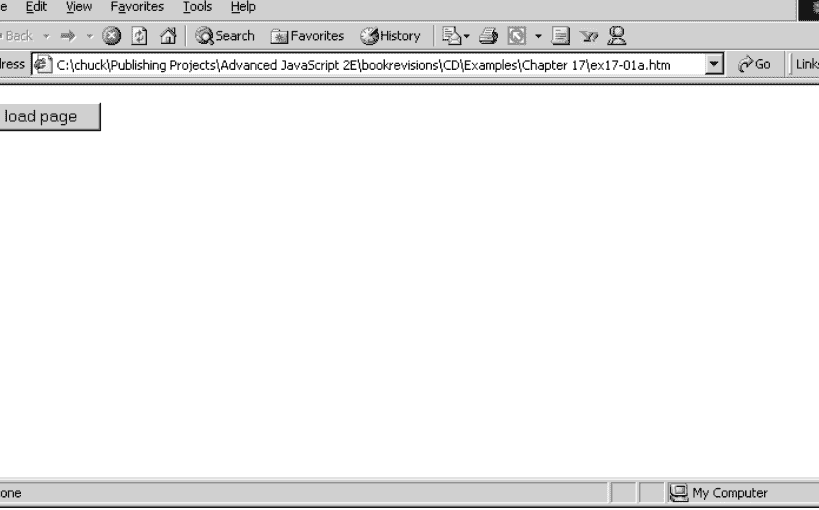 e Edit View Favorites Tools Help
Back Search Favorites History
dress C:\chuck\Publishing Projects\Advanced JavaScript 2E\bookrevisions\CD\Examples\Chapter 17\ex17-01a.htm Go Links
load page
one My Computer